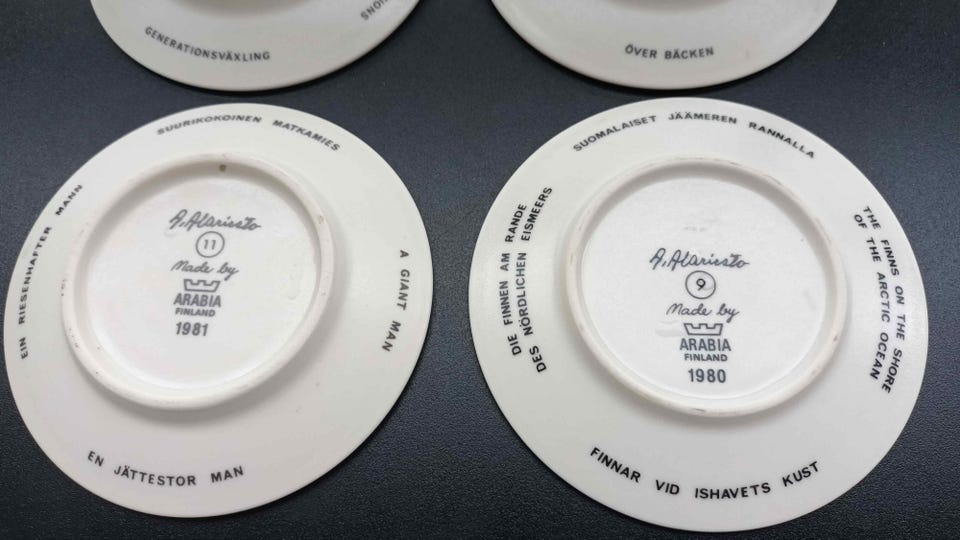 GENERATIONSVÄXLING
ÖVER BÄCKEN
SUURIKOKOINEN MATKAMIES
EIN RIESENHAFTER MANN
A. Alariesto
11
Made by
ARABIA
FINLAND
1981
A GIANT MAN
EN JÄTTESTOR MAN
SUOMALAISET JÄÄMEREN RANNALLA
DIE FINNEN AM RANDE
DES NÖRDLICHEN EISMEERS
A. Alariesto
9
Made by
ARABIA
FINLAND
1980
THE FINNS ON THE SHORE
OF THE ARCTIC OCEAN
FINNAR VID ISHAVETS KUST